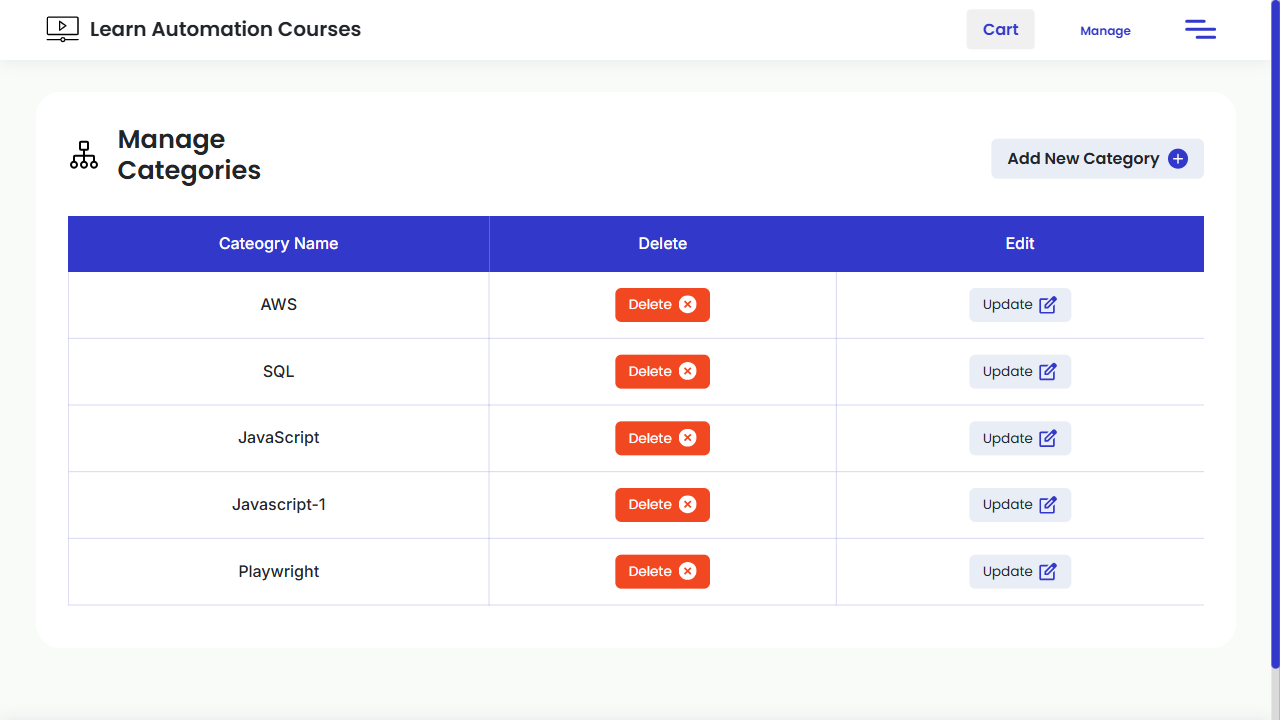 Learn Automation Courses
Cart
Manage
Manage
Categories
Add New Category
Cateogry Name Delete Edit
AWS Delete Update
SQL Delete Update
JavaScript Delete Update
Javascript-1 Delete Update
Playwright Delete Update